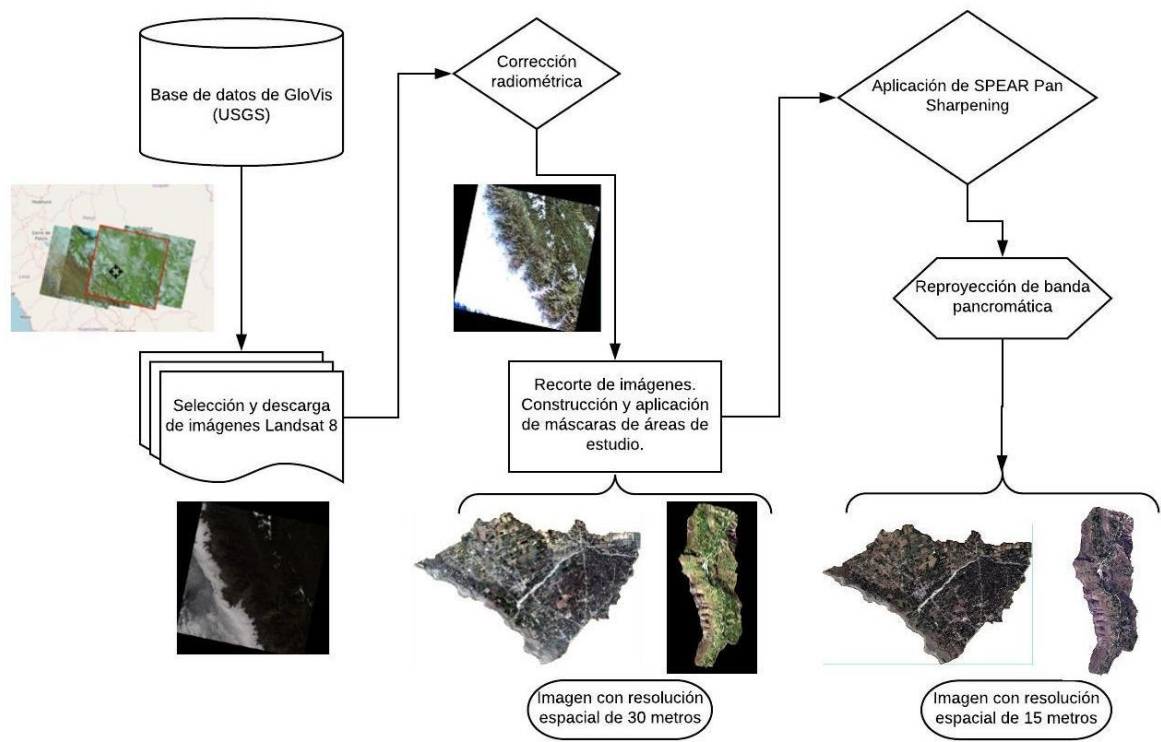 Base de datos de GloVis
(USGS)
Selección y descarga
de imágenes Landsat 8
Corrección
radiométrica
Recorte de imágenes.
Construcción y aplicación
de máscaras de áreas de
estudio.
Imagen con resolución
espacial de 30 metros
Aplicación de SPEAR Pan
Sharpening
Reproyección de banda
pancromática
Imagen con resolución
espacial de 15 metros